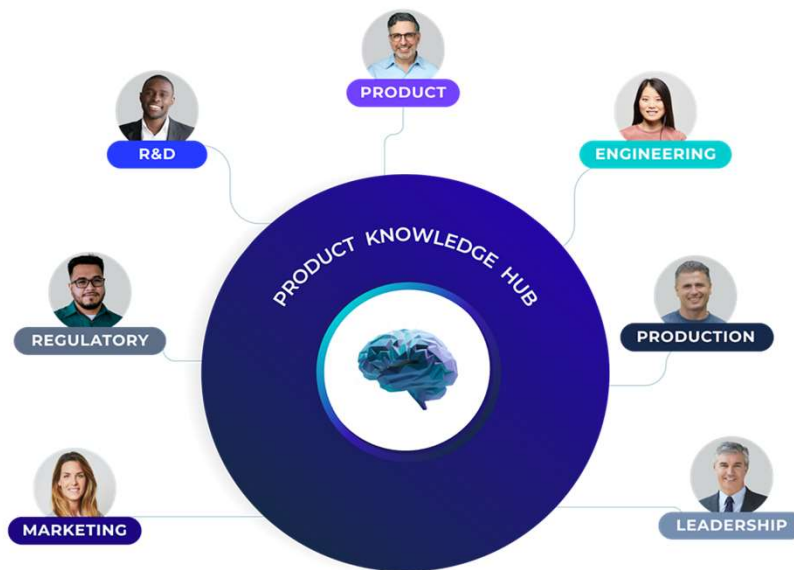 PRODUCT
R&D
ENGINEERING
PRODUCT KNOWLEDGE HUB
REGULATORY
PRODUCTION
MARKETING
LEADERSHIP